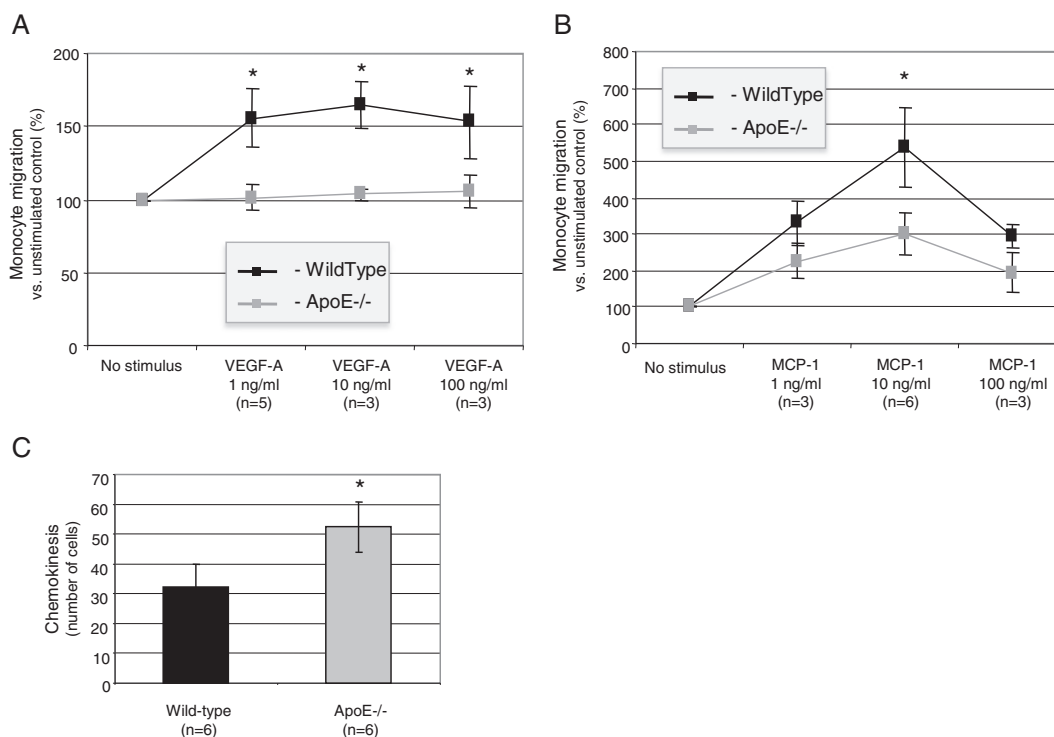 A
Monocyte migration
vs. unstimulated control (%)
200
150
100
50
0
*
*
*
- WildType
- ApoE-/-
No stimulus
VEGF-A
1 ng/ml
(n=5)
VEGF-A
10 ng/ml
(n=3)
VEGF-A
100 ng/ml
(n=3)
B
Monocyte migration
vs. unstimulated control (%)
800
700
600
500
400
300
200
100
0
*
- WildType
- ApoE-/-
No stimulus
MCP-1
1 ng/ml
(n=3)
MCP-1
10 ng/ml
(n=6)
MCP-1
100 ng/ml
(n=3)
C
Chemokinesis
(number of cells)
70
60
50
40
30
20
10
0
*
Wild-type
(n=6)
ApoE-/-
(n=6)